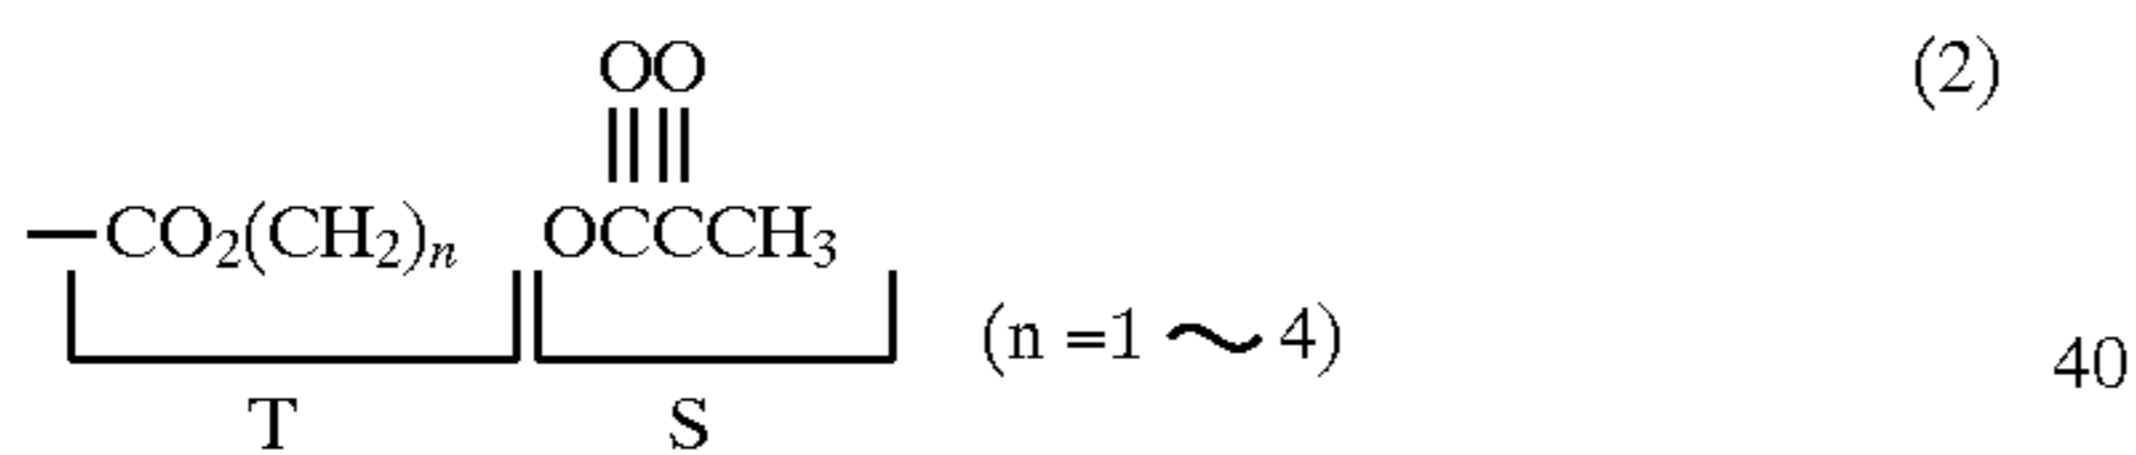 OO (2)
—CO₂(CH₂)ₙ OCCCH₃
(n =1 ~ 4) 40
T S